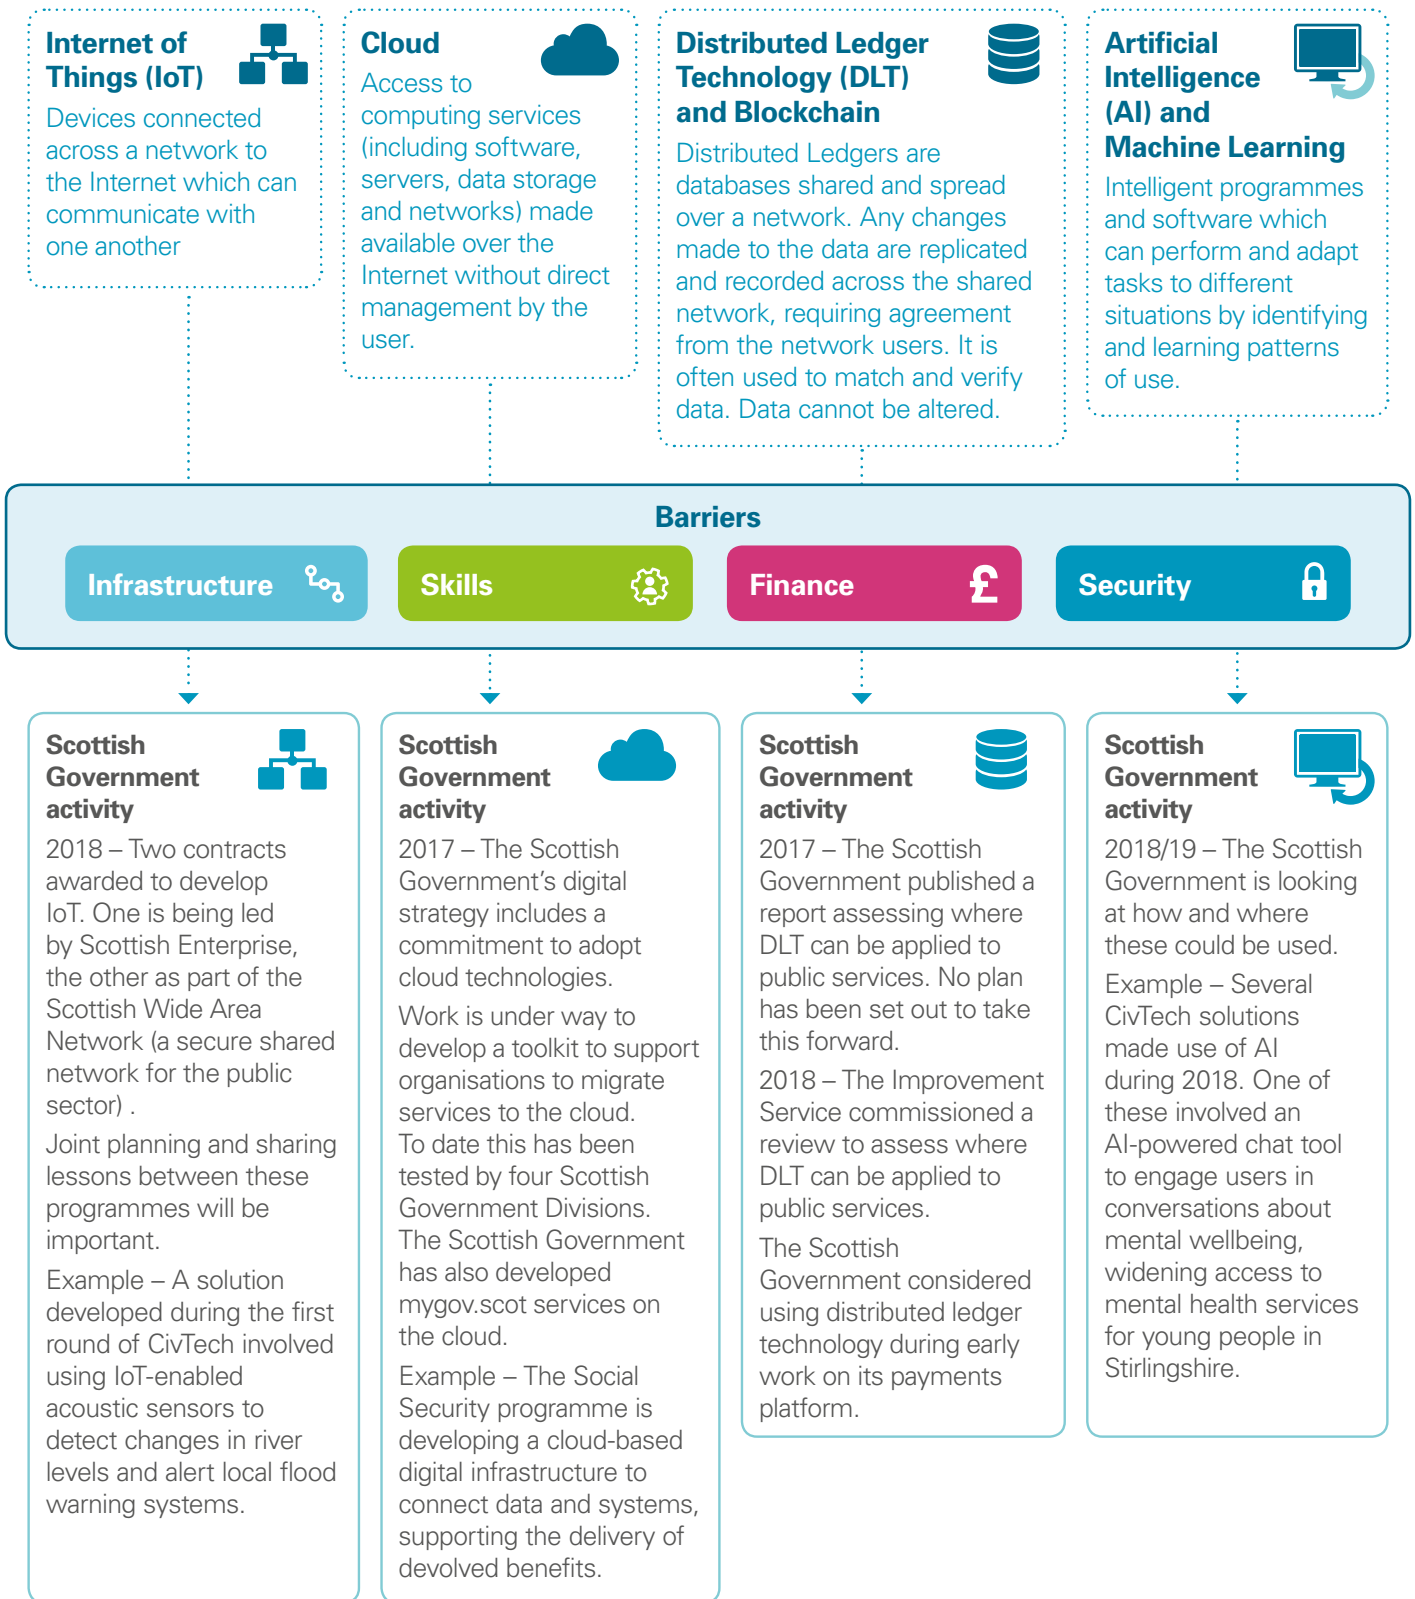 Internet of
Things (IoT)
Devices connected
across a network to
the Internet which can
communicate with
one another
Cloud
Access to
computing services
(including software,
servers, data storage
and networks) made
available over the
Internet without direct
management by the
user.
Distributed Ledger
Technology (DLT)
and Blockchain
Distributed Ledgers are
databases shared and spread
over a network. Any changes
made to the data are replicated
and recorded across the shared
network, requiring agreement
from the network users. It is
often used to match and verify
data. Data cannot be altered.
Artificial
Intelligence
(AI) and
Machine Learning
Intelligent programmes
and software which
can perform and adapt
tasks to different
situations by identifying
and learning patterns
of use.
Barriers
Infrastructure
Skills
Finance £
Security
Scottish
Government
activity
2018 – Two contracts
awarded to develop
IoT. One is being led
by Scottish Enterprise,
the other as part of the
Scottish Wide Area
Network (a secure shared
network for the public
sector) .
Joint planning and sharing
lessons between these
programmes will be
important.
Example – A solution
developed during the first
round of CivTech involved
using IoT-enabled
acoustic sensors to
detect changes in river
levels and alert local flood
warning systems.
Scottish
Government
activity
2017 – The Scottish
Government’s digital
strategy includes a
commitment to adopt
cloud technologies.
Work is under way to
develop a toolkit to support
organisations to migrate
services to the cloud.
To date this has been
tested by four Scottish
Government Divisions.
The Scottish Government
has also developed
mygov.scot services on
the cloud.
Example – The Social
Security programme is
developing a cloud-based
digital infrastructure to
connect data and systems,
supporting the delivery of
devolved benefits.
Scottish
Government
activity
2017 – The Scottish
Government published a
report assessing where
DLT can be applied to
public services. No plan
has been set out to take
this forward.
2018 – The Improvement
Service commissioned a
review to assess where
DLT can be applied to
public services.
The Scottish
Government considered
using distributed ledger
technology during early
work on its payments
platform.
Scottish
Government
activity
2018/19 – The Scottish
Government is looking
at how and where
these could be used.
Example – Several
CivTech solutions
made use of AI
during 2018. One of
these involved an
AI-powered chat tool
to engage users in
conversations about
mental wellbeing,
widening access to
mental health services
for young people in
Stirlingshire.